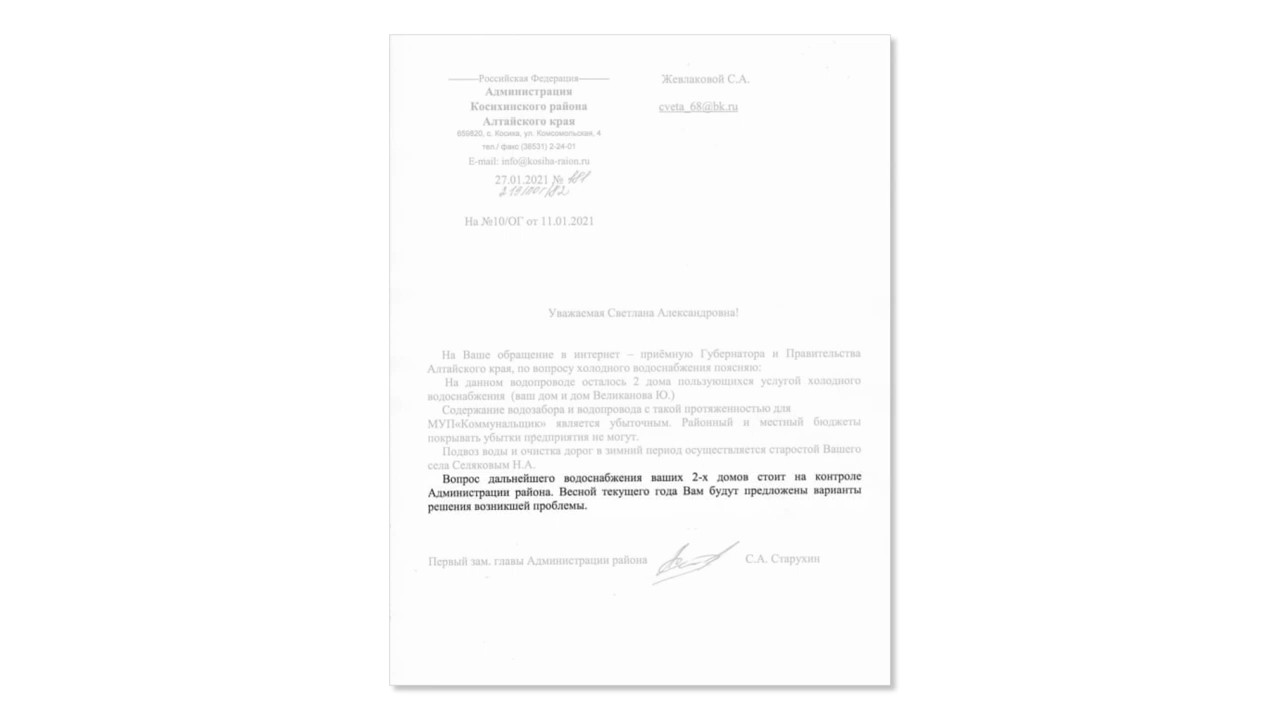 Российская Федерация
Администрация
Косихинского района
Алтайского края
659820, с. Косиха, ул. Комсомольская, 4
тел./ факс (38531) 2-24-01
E-mail: info@kosiha-raion.ru
27.01.2021 №
На №10/ОГ от 11.01.2021
Жевлаковой С.А.
cveta_68@bk.ru
Уважаемая Светлана Александровна!
На Ваше обращение в интернет – приёмную Губернатора и Правительства
Алтайского края, по вопросу холодного водоснабжения поясняю:
На данном водопроводе осталось 2 дома пользующихся услугой холодного
водоснабжения (ваш дом и дом Великанова Ю.)
Содержание водозабора и водопровода с такой протяженностью для
МУП«Коммунальщик» является убыточным. Районный и местный бюджеты
покрывать убытки предприятия не могут.
Подвоз воды и очистка дорог в зимний период осуществляется старостой Вашего
села Селяковым Н.А.
Вопрос дальнейшего водоснабжения ваших 2-х домов стоит на контроле
Администрации района. Весной текущего года Вам будут предложены варианты
решения возникшей проблемы.
Первый зам. главы Администрации района
С.А. Старухин